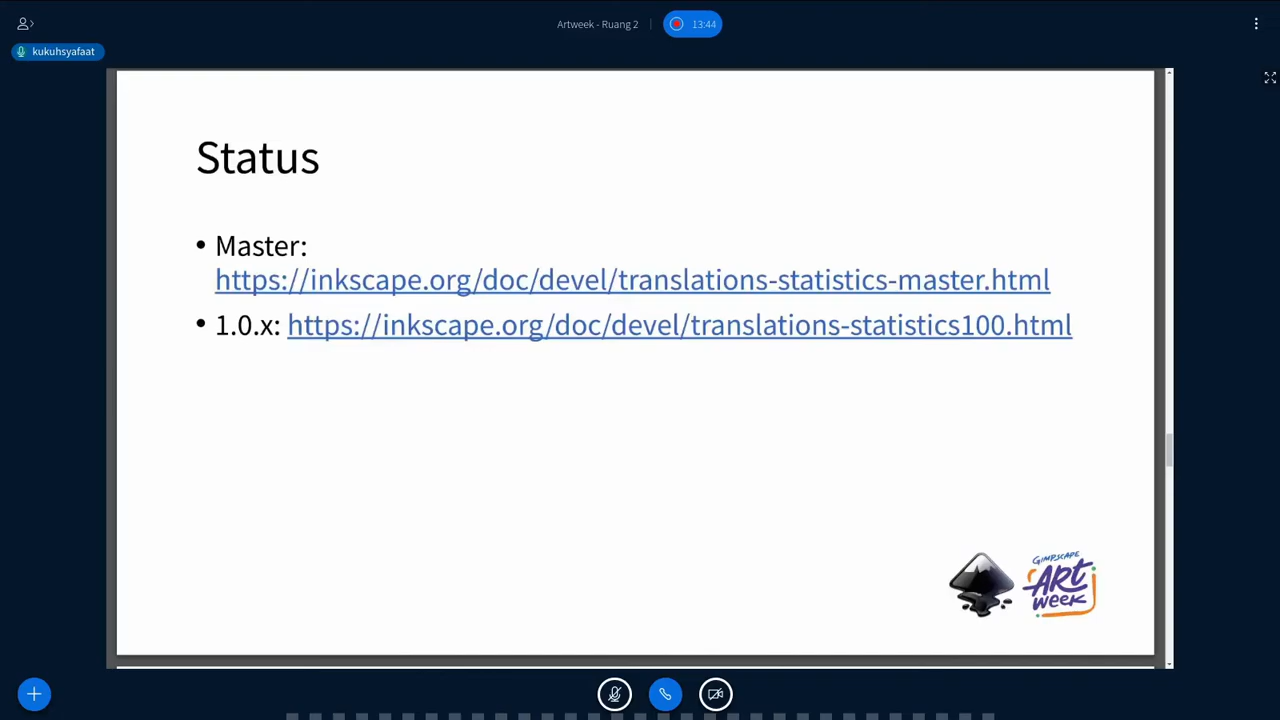 Artweek - Ruang 2
13:44
kukuhsyafaat
Status
• Master:
https://inkscape.org/doc/devel/translations-statistics-master.html
• 1.0.x: https://inkscape.org/doc/devel/translations-statistics100.html
GIMPSCAPE
ART
WEEK